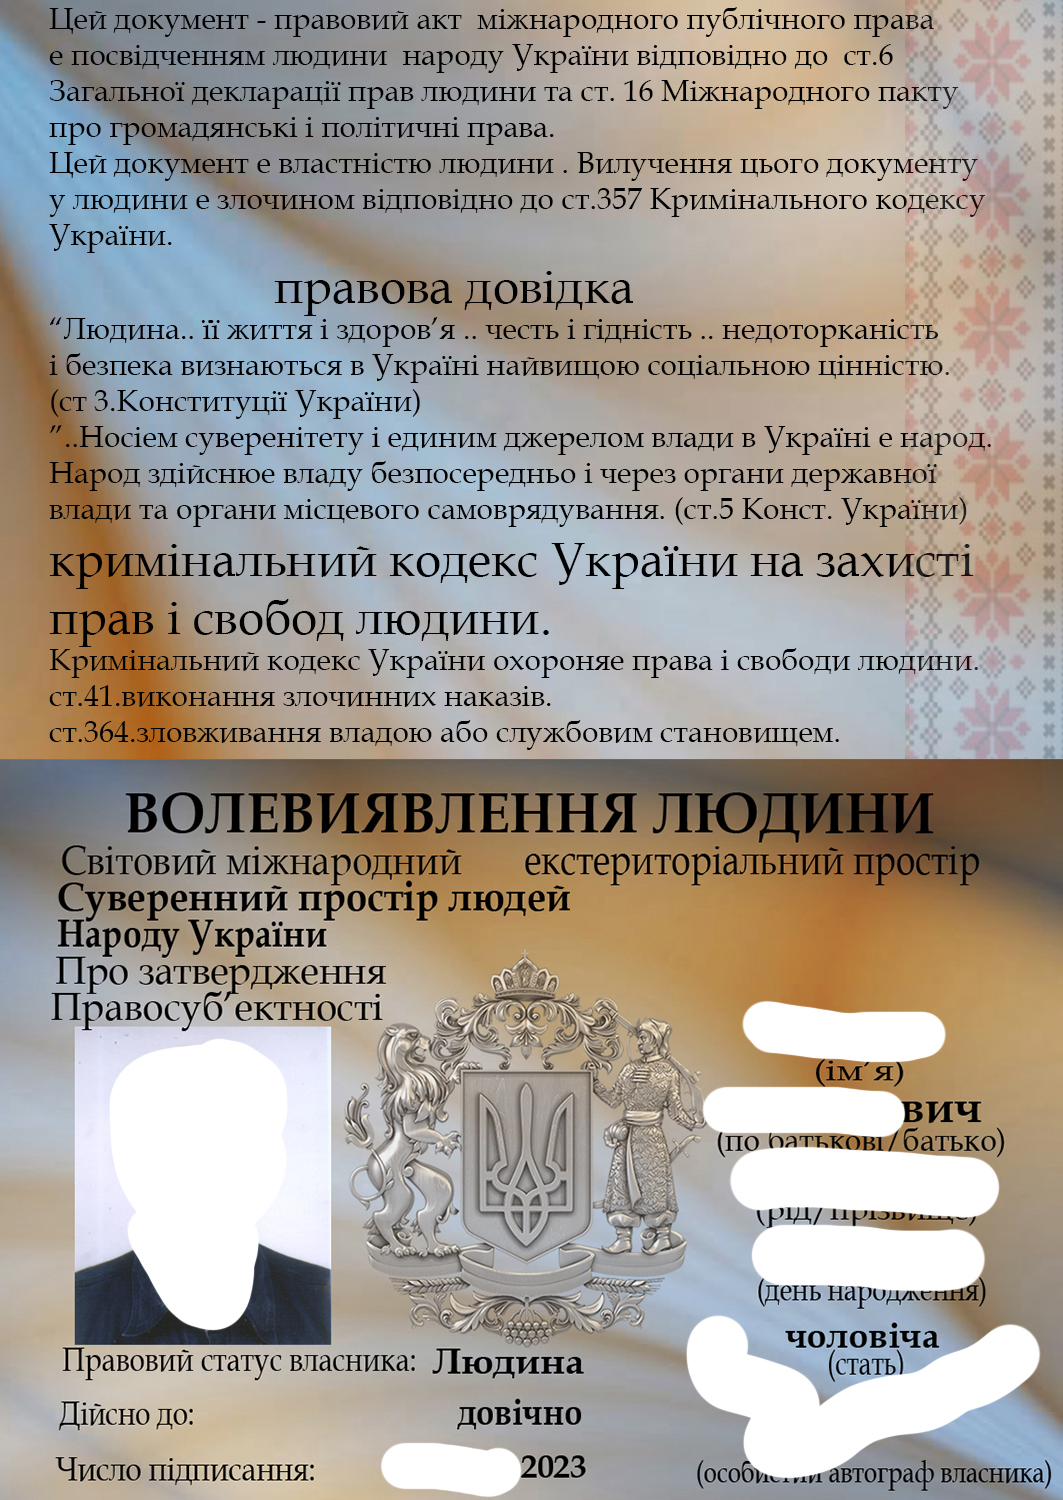 Цей документ - правовий акт міжнародного публічного права
е посвідченням людини народу України відповідно до ст.6
Загальної декларації прав людини та ст. 16 Міжнародного пакту
про громадянські і політичні права.
Цей документ е властністю людини . Вилучення цього документу
у людини е злочином відповідно до ст.357 Кримінального кодексу
України.
правова довідка
“Людина.. її життя і здоров’я .. честь і гідність .. недоторканість
і безпека визнаються в Україні найвищою соціальною цінністю.
(ст 3.Конституції України)
”..Носіем суверенітету і единим джерелом влади в Україні е народ.
Народ здійснюе владу безпосередньо і через органи державної
влади та органи місцевого самоврядування. (ст.5 Конст. України)
кримінальний кодекс України на захисті
прав і свобод людини.
Кримінальний кодекс України охороняе права і свободи людини.
ст.41.виконання злочинних наказів.
ст.364.зловживання владою або службовим становищем.
ВОЛЕВИЯВЛЕННЯ ЛЮДИНИ
Світовий міжнародний екстериторіальний простір
Суверенний простір людей
Народу України
Про затвердження
Правосуб’ектності
(ім’я)
вич
(по батькові/батько)
(рід/прізвище)
(день народження)
чоловіча
(стать)
Правовий статус власника: Людина
Дійсно до: довічно
Число підписання: 2023
(особистий автограф власника)